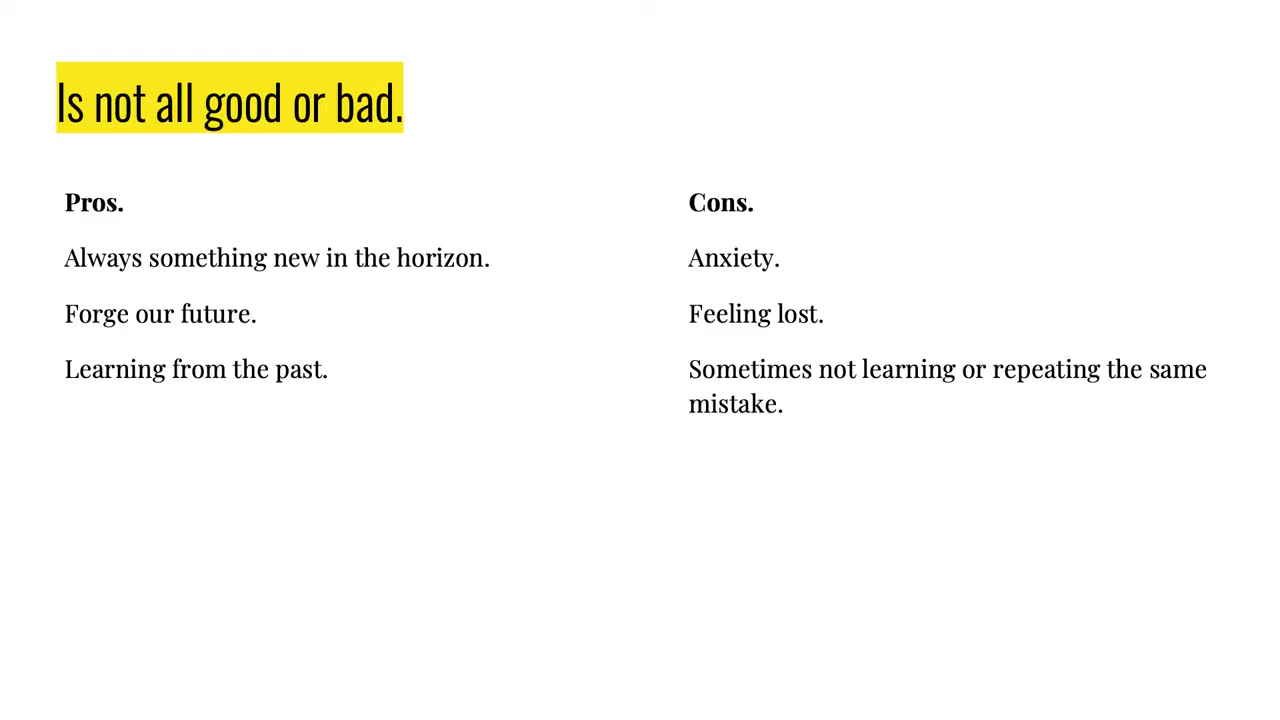 Is not all good or bad.
Pros.
Always something new in the horizon.
Forge our future.
Learning from the past.
Cons.
Anxiety.
Feeling lost.
Sometimes not learning or repeating the same
mistake.